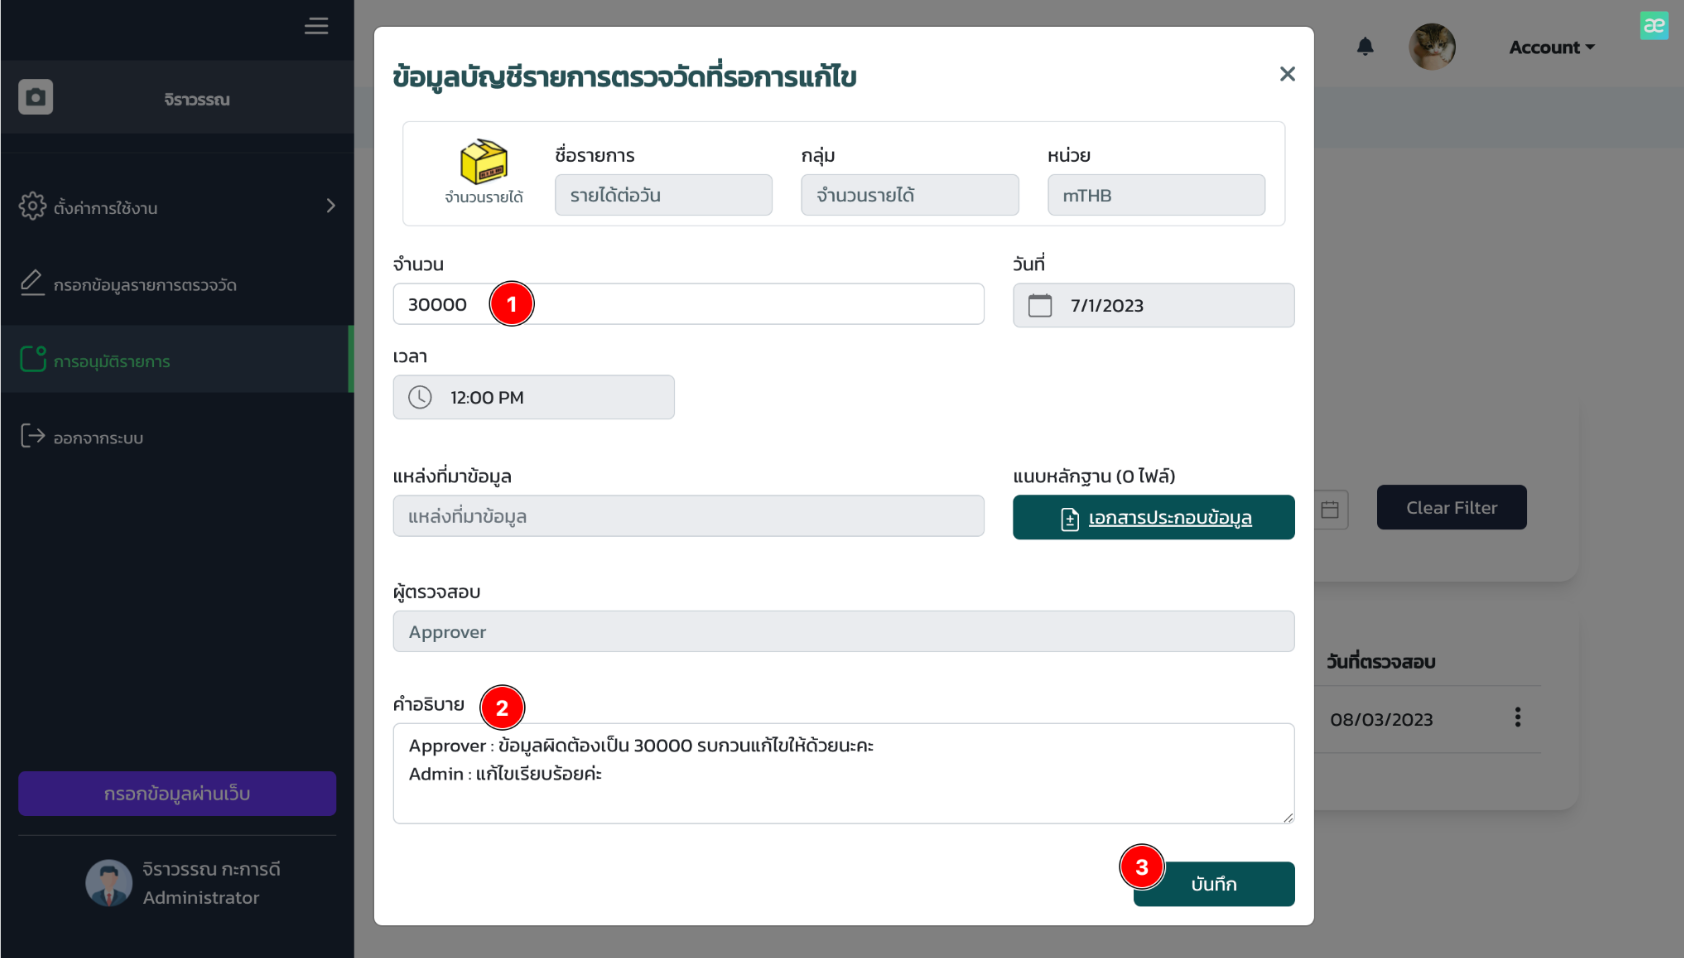 จิราวรรณ
ตั้งค่าการใช้งาน
กรอกข้อมูลรายการตรวจวัด
การอนุมัติรายการ
ออกจากระบบ
กรอกข้อมูลผ่านเว็บ
จิราวรรณ กะการดี
Administrator
Account
æ
ข้อมูลบัญชีรายการตรวจวัดที่รอการแก้ไข
จำนวนรายได้
ชื่อรายการ
รายได้ต่อวัน
กลุ่ม
จำนวนรายได้
หน่วย
mTHB
จำนวน
30000
1
วันที่
7/1/2023
เวลา
12:00 PM
แหล่งที่มาข้อมูล
แหล่งที่มาข้อมูล
แนบหลักฐาน (0 ไฟล์)
เอกสารประกอบข้อมูล
Clear Filter
ผู้ตรวจสอบ
Approver
วันที่ตรวจสอบ
08/03/2023
คำอธิบาย
2
Approver : ข้อมูลผิดต้องเป็น 30000 รบกวนแก้ไขให้ด้วยนะคะ
Admin : แก้ไขเรียบร้อยค่ะ
3
บันทึก